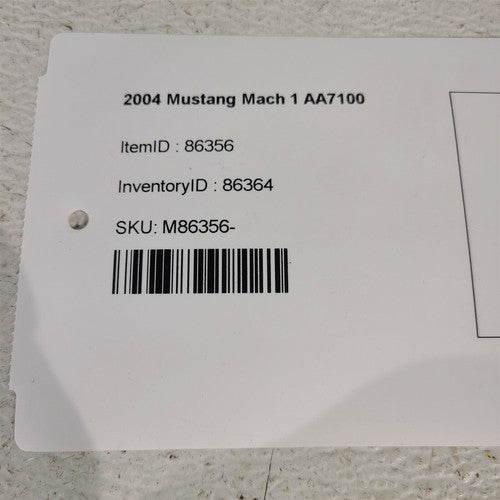 2004 Mustang Mach 1 AA7100
ItemID : 86356
InventoryID : 86364
SKU: M86356-